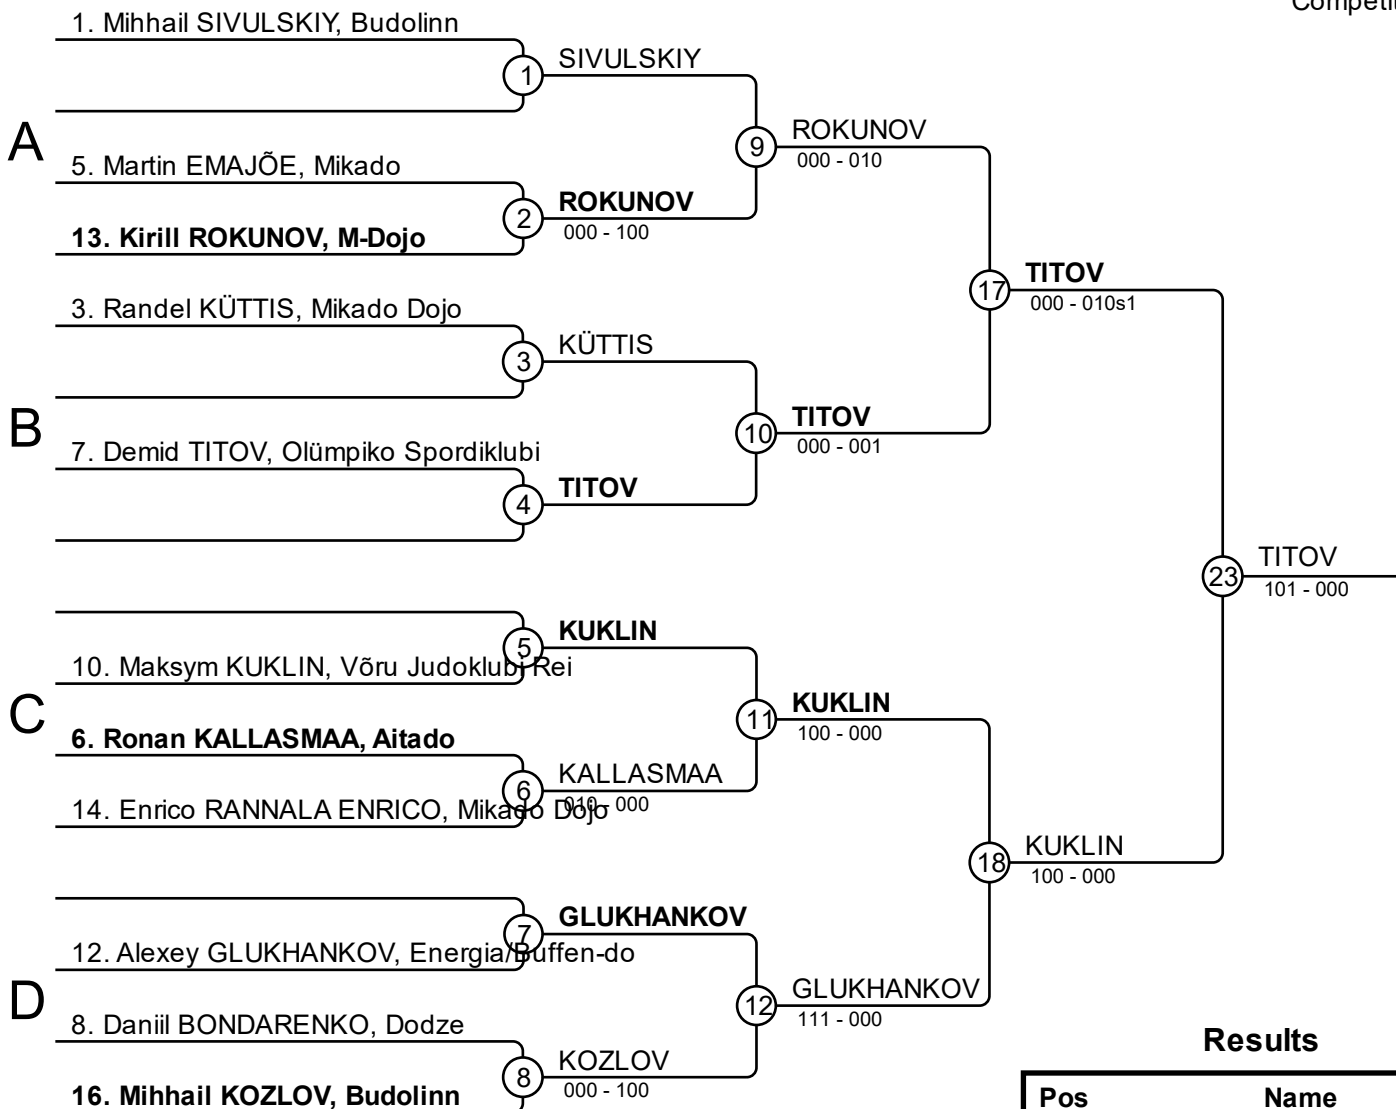 Competit
1. Mihhail SIVULSKIY, Budolinn
1
SIVULSKIY
A
9
ROKUNOV
000 - 010
5. Martin EMAJÕE, Mikado
2
ROKUNOV
000 - 100
13. Kirill ROKUNOV, M-Dojo
17
TITOV
000 - 010s1
3. Randel KÜTTIS, Mikado Dojo
3
KÜTTIS
B
10
TITOV
000 - 001
7. Demid TITOV, Olümpiko Spordiklubi
4
TITOV
23
TITOV
101 - 000
5
KUKLIN
10. Maksym KUKLIN, Võru Judoklubi Rei
C
11
KUKLIN
100 - 000
6. Ronan KALLASMAA, Aitado
6
KALLASMAA
010 - 000
14. Enrico RANNALA ENRICO, Mikado Dojo
18
KUKLIN
100 - 000
7
GLUKHANKOV
12. Alexey GLUKHANKOV, Energia/Buffen-do
D
12
GLUKHANKOV
111 - 000
8. Daniil BONDARENKO, Dodze
8
KOZLOV
000 - 100
16. Mihhail KOZLOV, Budolinn
Results
Pos Name